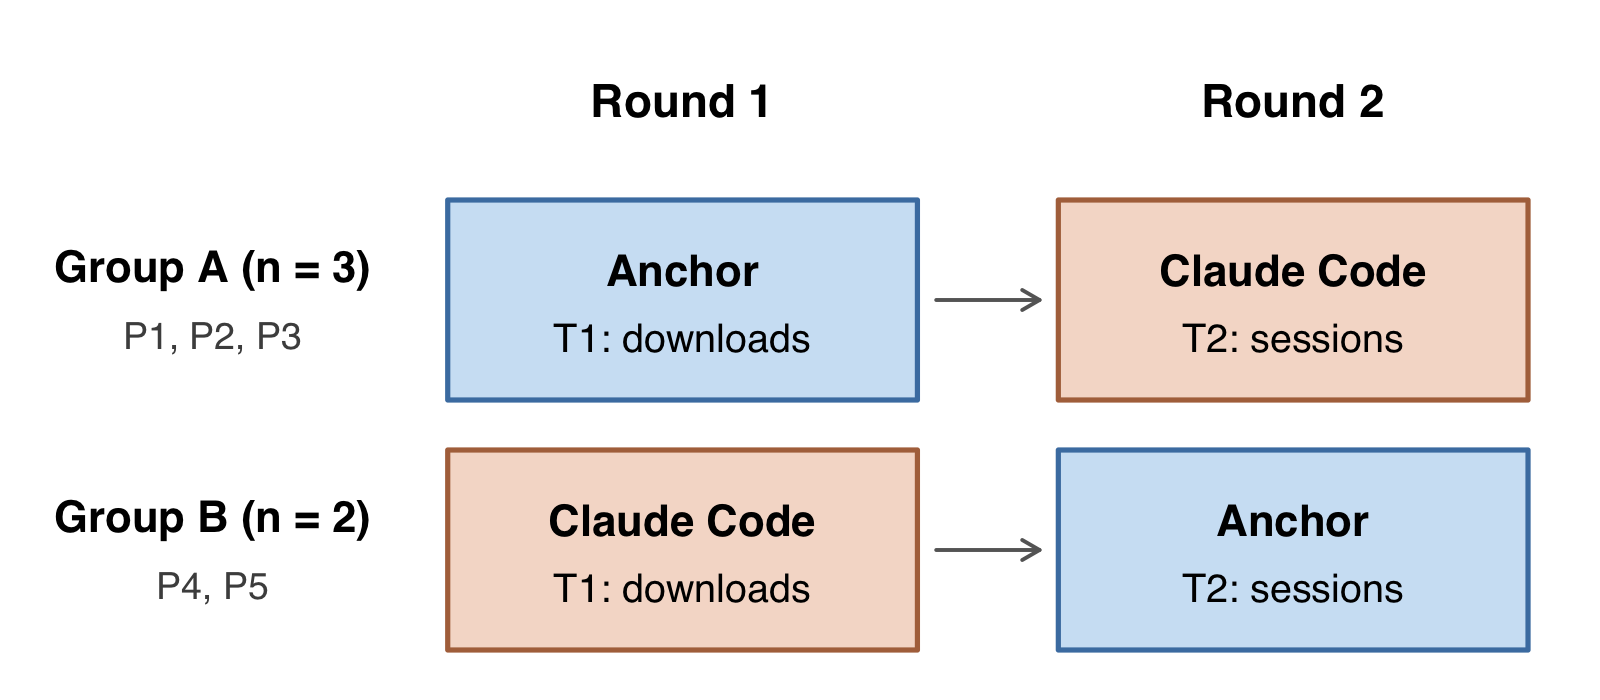 Round 1
Round 2
Group A (n = 3)
P1, P2, P3
Anchor
T1: downloads
Claude Code
T2: sessions
Group B (n = 2)
P4, P5
Claude Code
T1: downloads
Anchor
T2: sessions